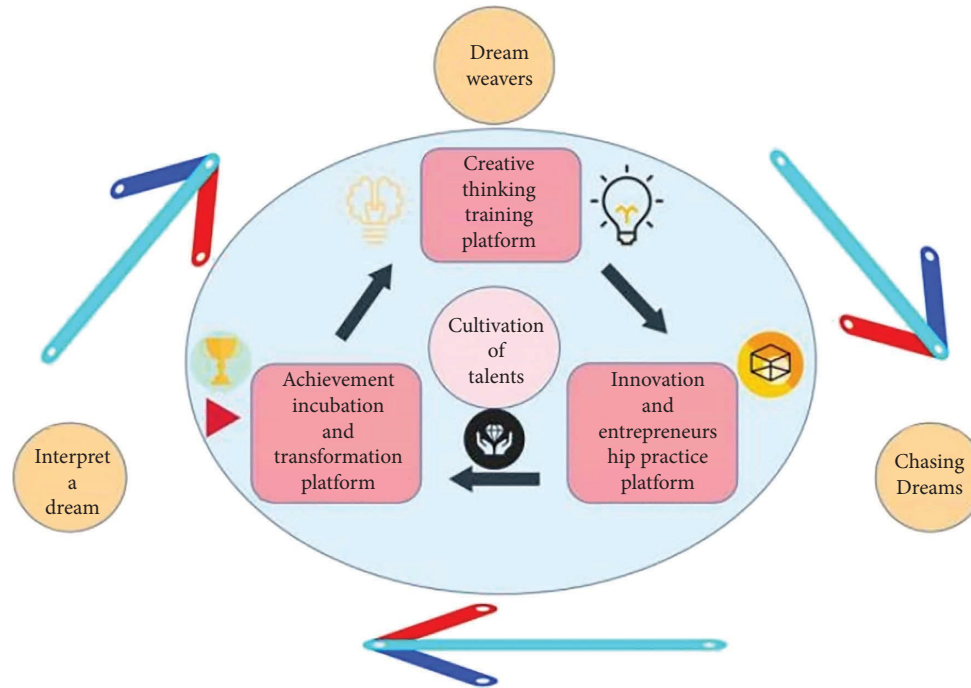 Dream
weavers
Creative
thinking
training
platform
Cultivation
of
talents
Achievement
incubation
and
transformation
platform
Innovation
and
entrepreneurs
hip practice
platform
Interpret
a
dream
Chasing
Dreams